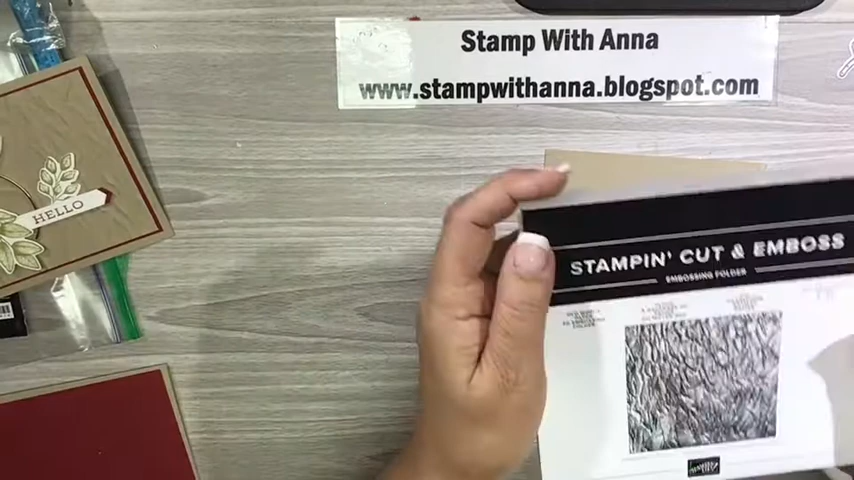 Stamp With Anna
www.stampwithanna.blogspot.com
HELLO
STAMPIN' CUT & EMBOSS
EMBOSSING FOLDER